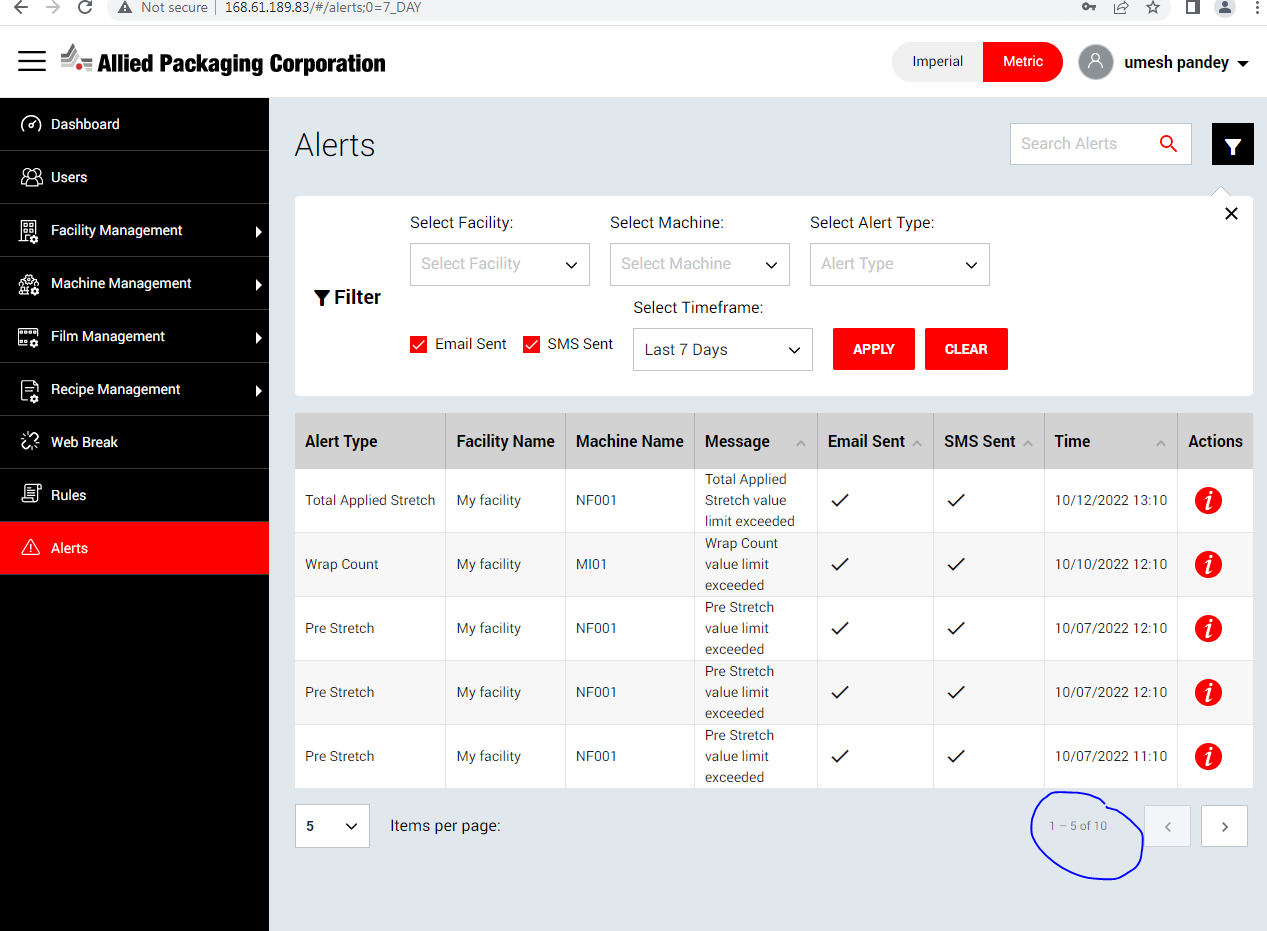 Not secure | 168.61.189.83/#/alerts;0=7_DAY
Allied Packaging Corporation
Imperial Metric umesh pandey
Dashboard
Users
Facility Management
Machine Management
Film Management
Recipe Management
Web Break
Rules
Alerts
Alerts
Search Alerts
Filter
Select Facility: Select Machine: Select Alert Type:
Select Facility Select Machine Alert Type
Select Timeframe:
Email Sent SMS Sent Last 7 Days APPLY CLEAR
Alert Type Facility Name Machine Name Message Email Sent SMS Sent Time Actions
Total Applied Stretch My facility NF001 Total Applied Stretch value limit exceeded 10/12/2022 13:10 i
Wrap Count My facility MI01 Wrap Count value limit exceeded 10/10/2022 12:10 i
Pre Stretch My facility NF001 Pre Stretch value limit exceeded 10/07/2022 12:10 i
Pre Stretch My facility NF001 Pre Stretch value limit exceeded 10/07/2022 12:10 i
Pre Stretch My facility NF001 Pre Stretch value limit exceeded 10/07/2022 11:10 i
5 Items per page: 1 – 5 of 10